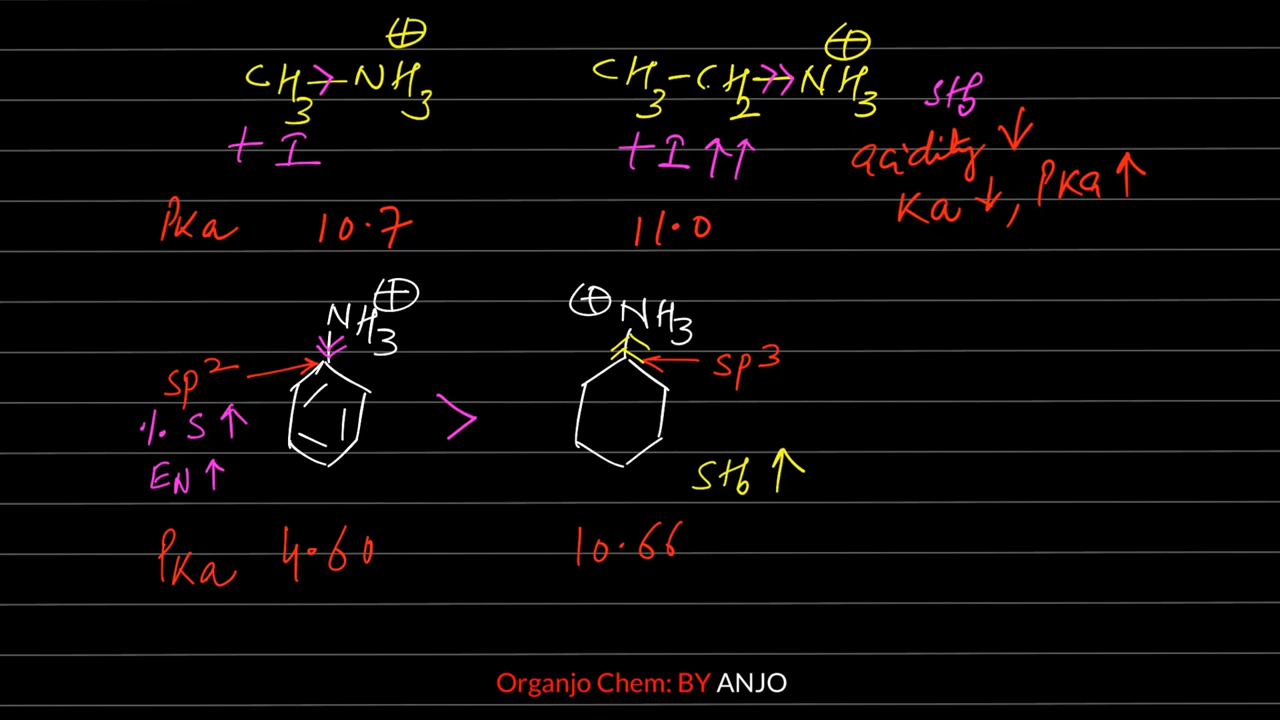 ⊕ ⊕
CH3–NH3 CH3–CH2–NH3 Stb
+ I + I ↑↑ acidity ↓
Ka ↓, PKa ↑
PKa 10.7 11.0
NH3 ⊕ ⊕ NH3
sp2 sp3
% S ↑ >
EN ↑ Stb ↑
PKa 4.60 10.66
Organjo Chem: BY ANJO